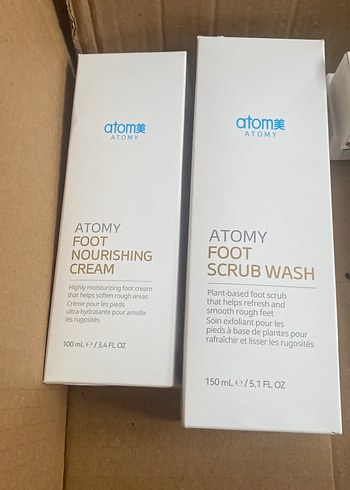 atom美
ATOMY
ATOMY
FOOT
NOURISHING
CREAM
Highly moisturizing foot cream
that helps soften rough areas
Crème pour les pieds
ultra-hydratante pour amollir
les rugosités
100 mL ℮ / 3.4 FL OZ
atom美
ATOMY
ATOMY
FOOT
SCRUB WASH
Plant-based foot scrub
that helps refresh and
smooth rough feet
Soin exfoliant pour les
pieds à base de plantes pour
rafraîchir et lisser les rugosités
150 mL ℮ / 5.1 FL OZ